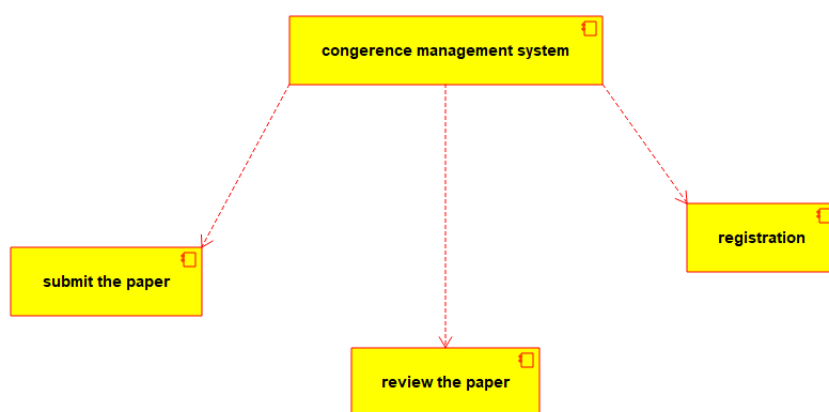 congerence management system
registration
submit the paper
review the paper